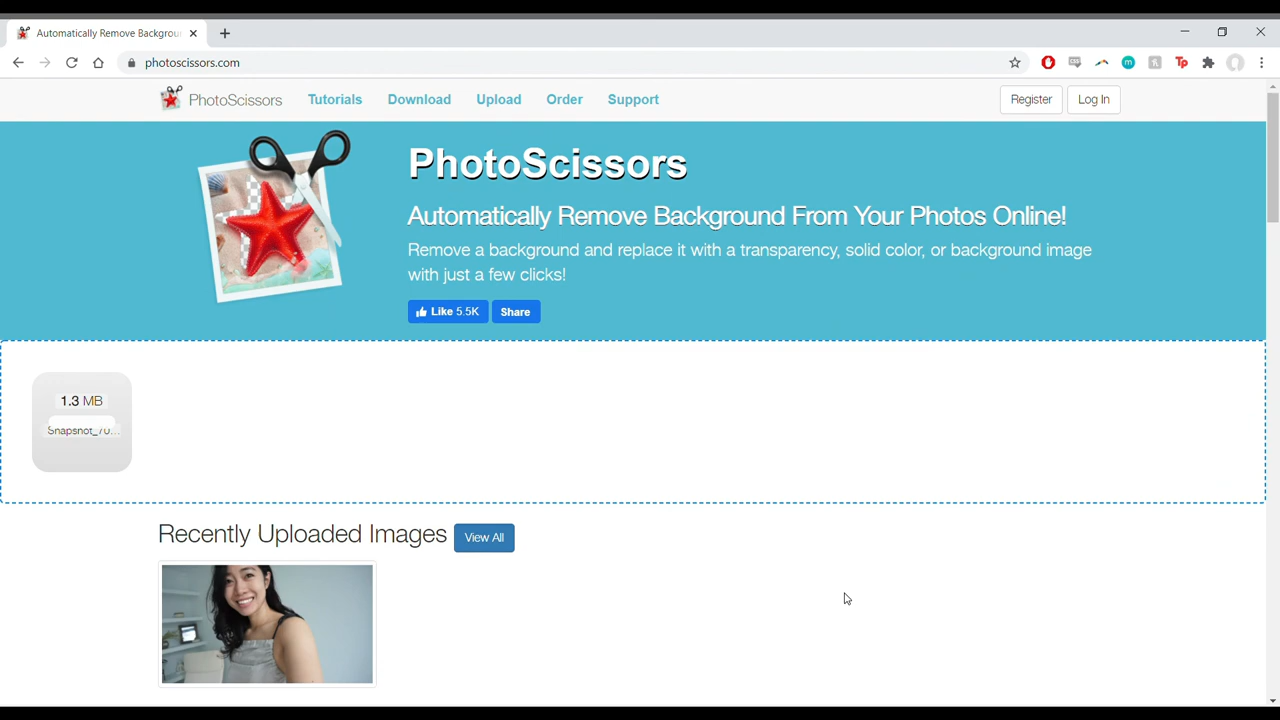 Automatically Remove Backgrou
photoscissors.com
PhotoScissors Tutorials Download Upload Order Support Register Log In
PhotoScissors
Automatically Remove Background From Your Photos Online!
Remove a background and replace it with a transparency, solid color, or background image
with just a few clicks!
Like 5.5K Share
1.3 MB
Snapsnot_70...
Recently Uploaded Images View All